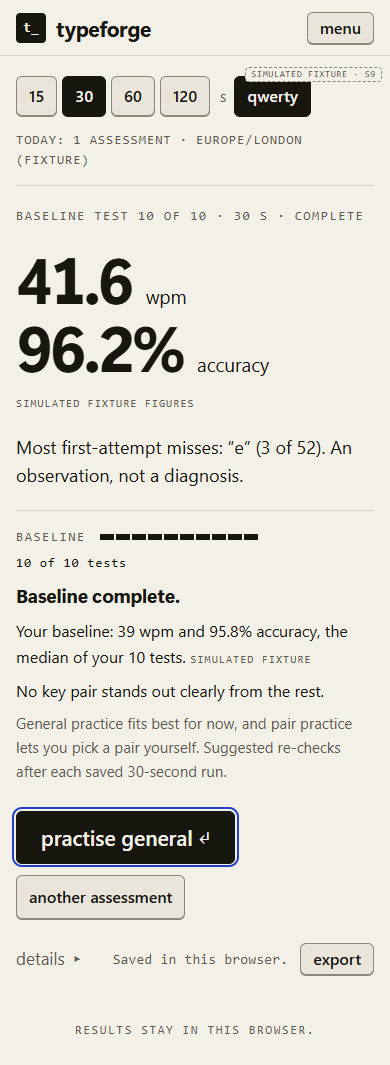 t_ typeforge menu
SIMULATED FIXTURE · S9
15 30 60 120 s qwerty
TODAY: 1 ASSESSMENT · EUROPE/LONDON
(FIXTURE)
BASELINE TEST 10 OF 10 · 30 S · COMPLETE
41.6 wpm
96.2% accuracy
SIMULATED FIXTURE FIGURES
Most first-attempt misses: “e” (3 of 52). An
observation, not a diagnosis.
BASELINE
10 of 10 tests
Baseline complete.
Your baseline: 39 wpm and 95.8% accuracy, the
median of your 10 tests. SIMULATED FIXTURE
No key pair stands out clearly from the rest.
General practice fits best for now, and pair practice
lets you pick a pair yourself. Suggested re-checks
after each saved 30-second run.
practise general ↵
another assessment
details ▸ Saved in this browser. export
RESULTS STAY IN THIS BROWSER.